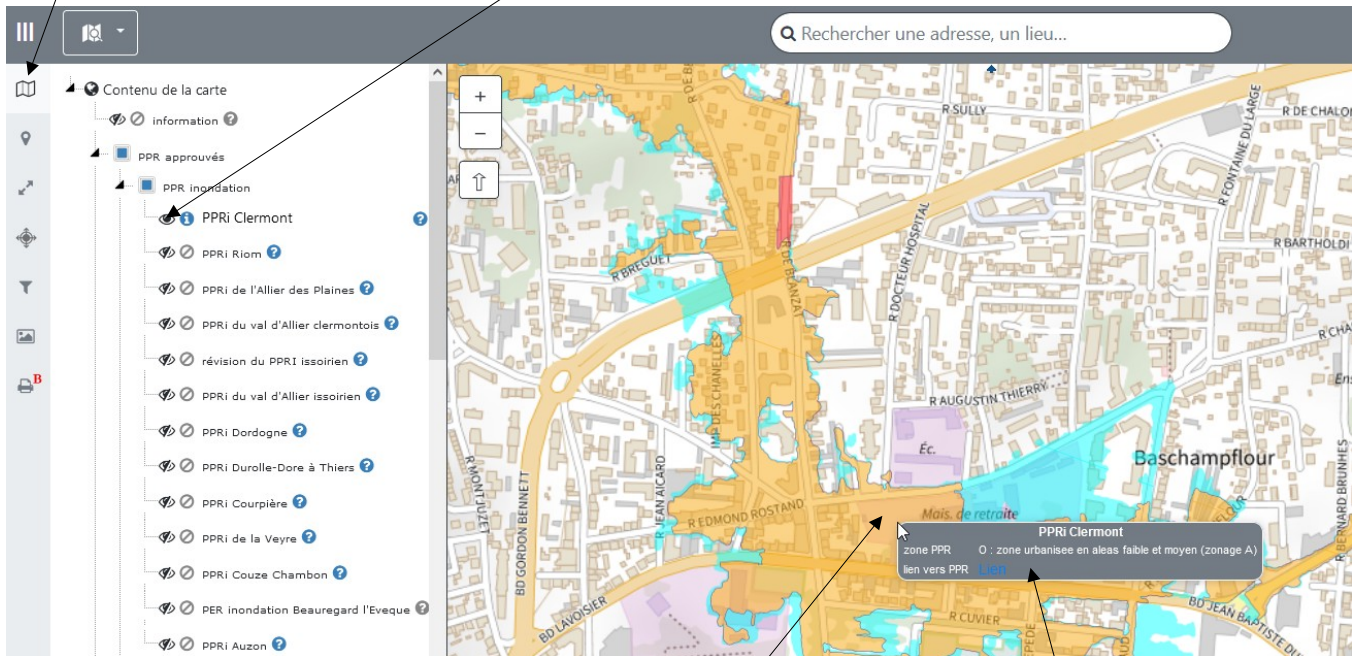 Rechercher une adresse, un lieu...
Contenu de la carte
information
PPR approuvés
PPR inondation
PPRi Clermont
PPRi Riom
PPRi de l'Allier des Plaines
PPRi du val d'Allier clermontois
révision du PPRI issoirien
PPRi du val d'Allier issoirien
PPRi Dordogne
PPRi Durolle-Dore à Thiers
PPRi Courpière
PPRi de la Veyre
PPRi Couze Chambon
PER inondation Beauregard l'Eveque
PPRi Auzon
B
+
−
R SULLY
R FONTAINE DU LARGE
R BARTHOLDI
R BREGUET
R DE BLANZAT
R DOCTEUR HOSPITAL
IMP DES CHANELLES
R AUGUSTIN THIERRY
R MONTJUZET
BD GORDON BENNETT
R JEAN AICARD
R EDMOND ROSTAND
Éc.
Mais. de retraite
Baschampflour
R BERNARD BRUNHES
PPRi Clermont
zone PPR O : zone urbanisee en aleas faible et moyen (zonage A)
lien vers PPR Lien
BD LAVOISIER
R CUVIER
BD JEAN BAPTISTE